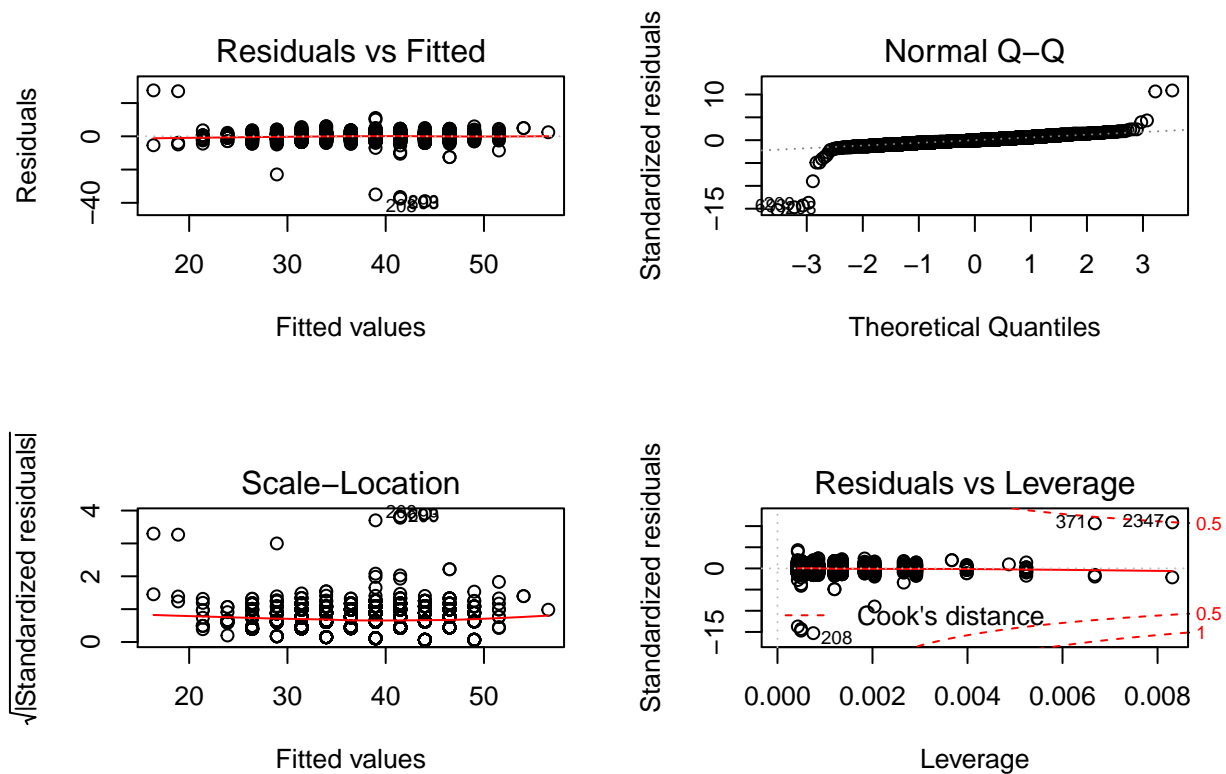 Residuals vs Fitted
Residuals
0
−40
20 30 40 50
208
Fitted values
Normal Q−Q
Standardized residuals
10
0
−15
−3 −2 −1 0 1 2 3
Theoretical Quantiles
Scale−Location
√|Standardized residuals|
4
2
0
20 30 40 50
Fitted values
Residuals vs Leverage
Standardized residuals
0
−15
371 2347
0.5
Cook's distance
0.5
1
208
0.000 0.002 0.004 0.006 0.008
Leverage